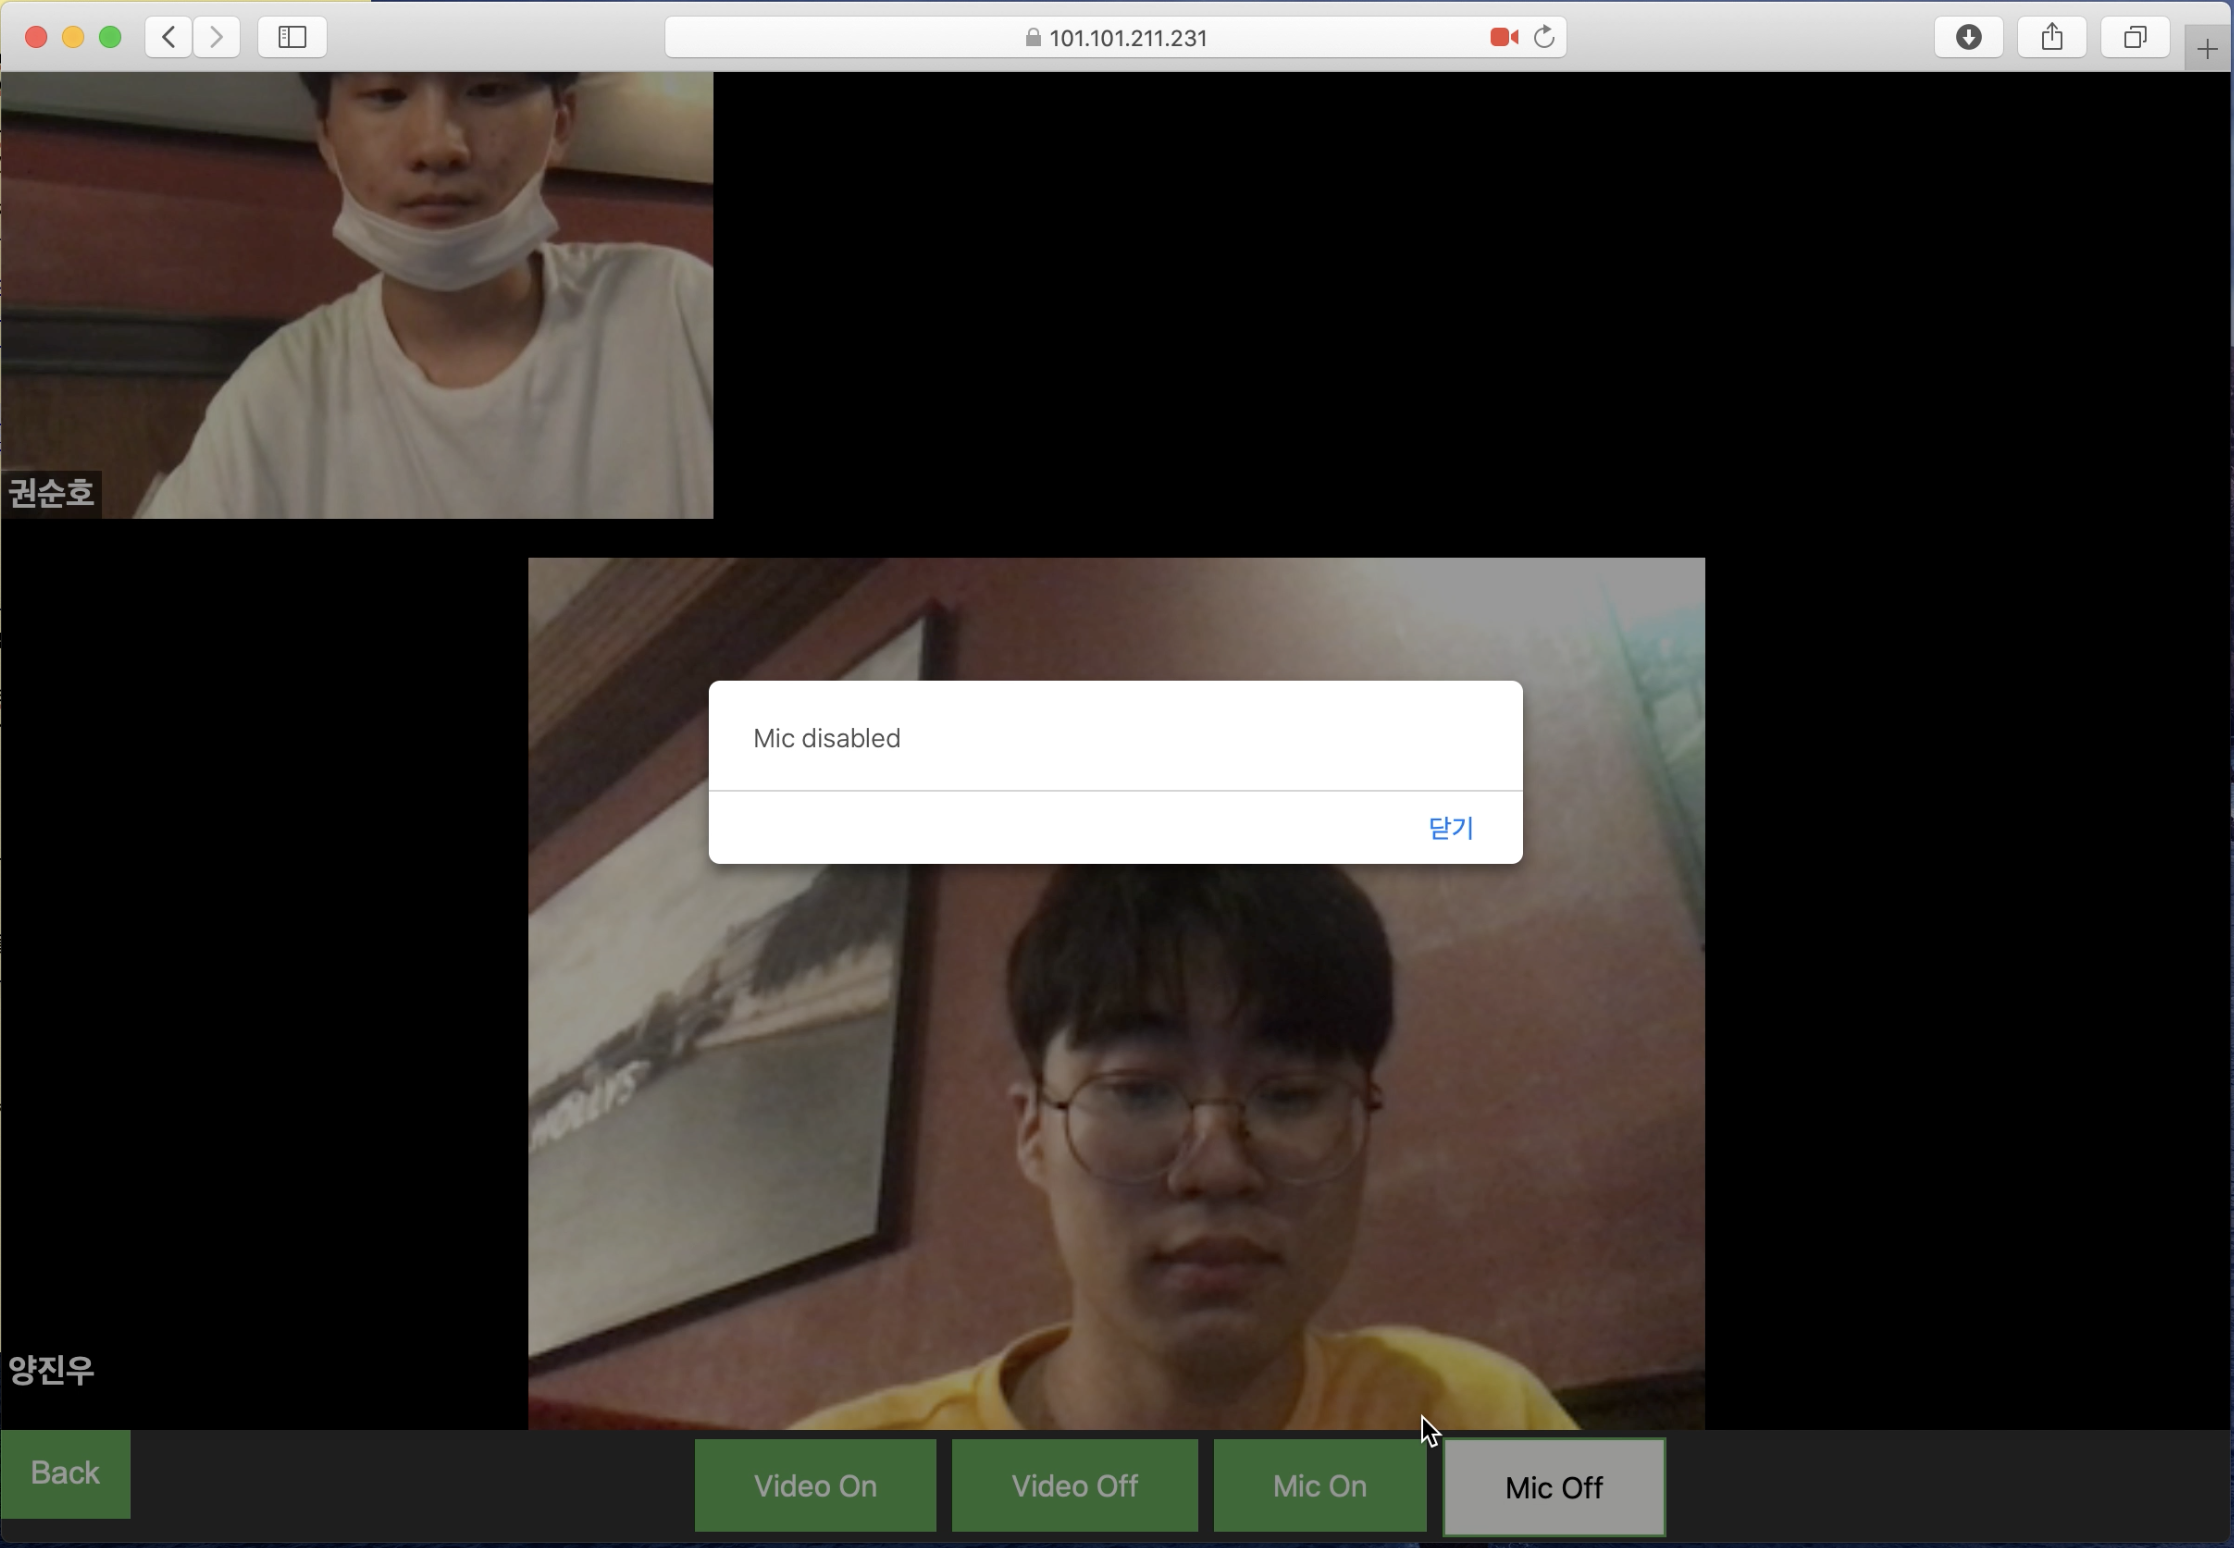 101.101.211.231
권순호
Mic disabled
닫기
HOLLYS
양진우
Back
Video On
Video Off
Mic On
Mic Off